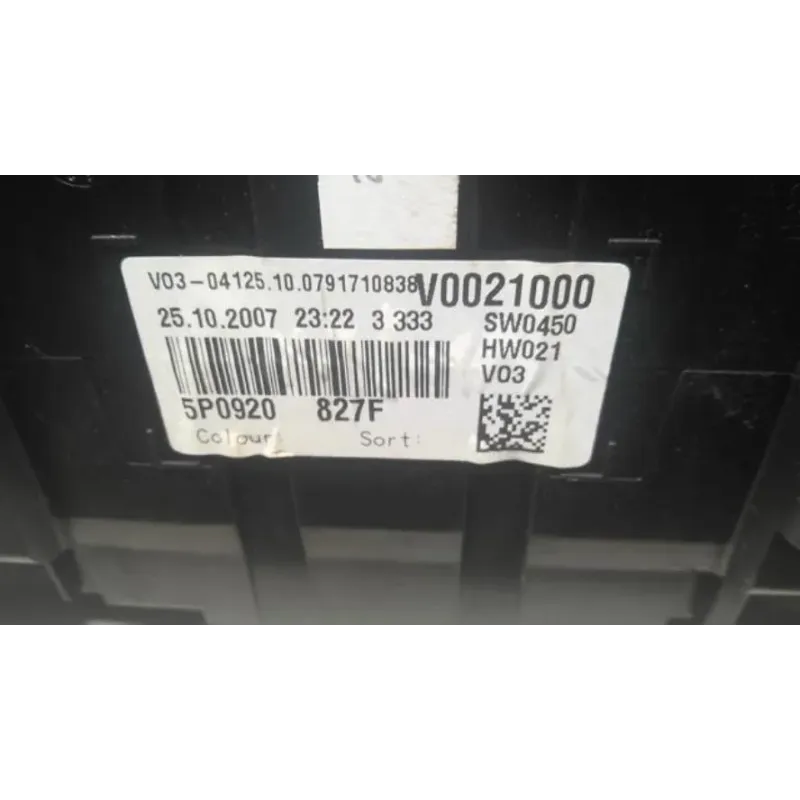 V03-04125.10.0791710838 V0021000
25.10.2007 23:22 3 333 SW0450
HW021
V03
5P0920 827F
Colour: Sort: